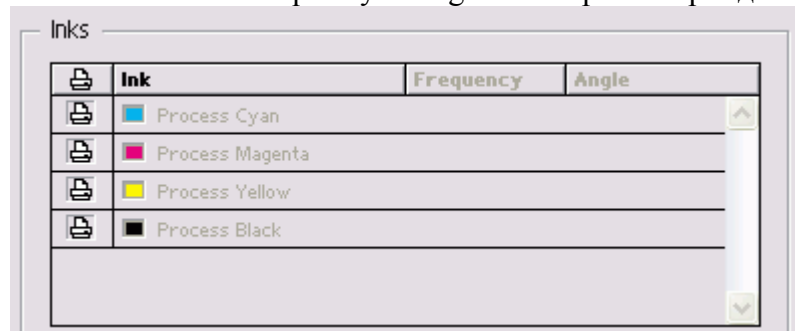 Inks
Ink Frequency Angle
Process Cyan
Process Magenta
Process Yellow
Process Black